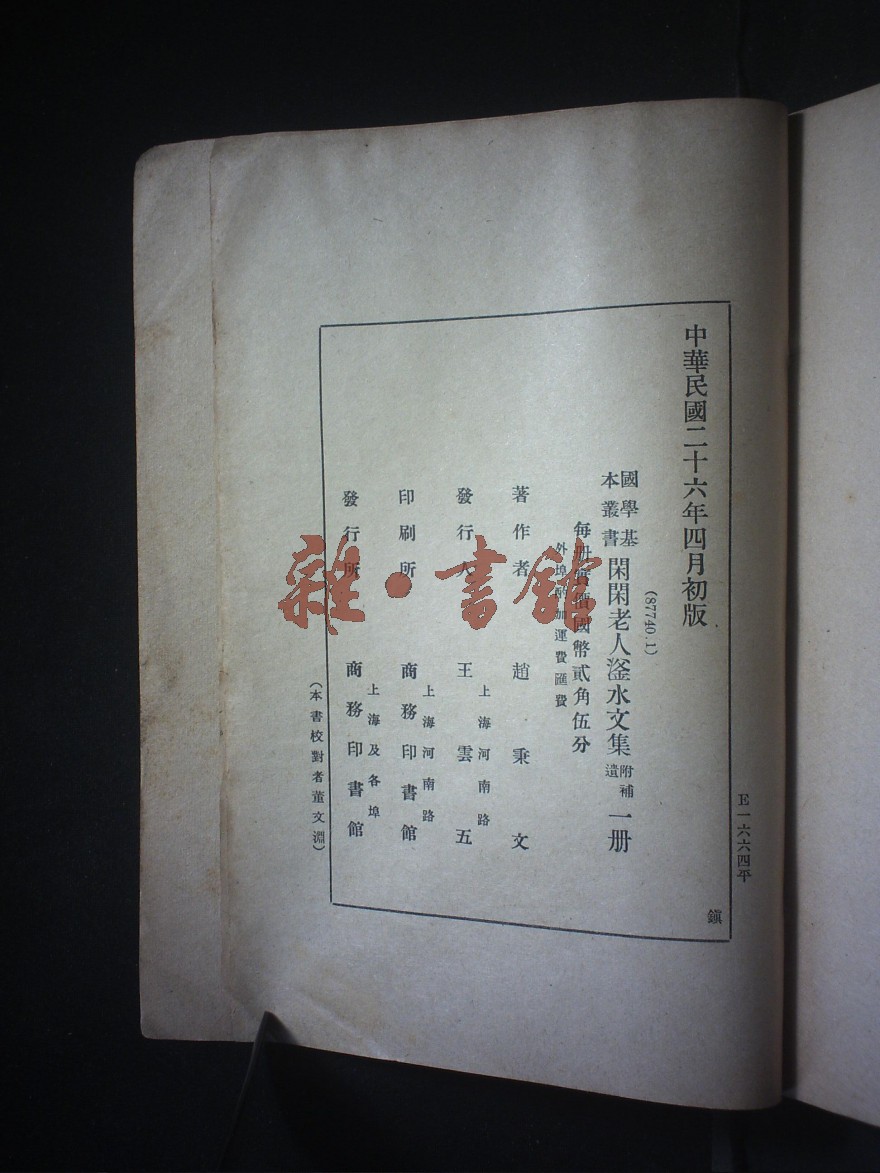 中華民國二十六年四月初版
(87740.1)
國學基本叢書
閑閑老人滏水文集
附補遺
一册
每册實價國幣貳角伍分
外埠酌加運費匯費
著作者 趙秉文
發行人 王雲五
上海河南路
印刷所 商務印書館
上海河南路
發行所 商務印書館
上海及各埠
(本書校對者董文淵)
E一六六四平
鎭
雜·書館